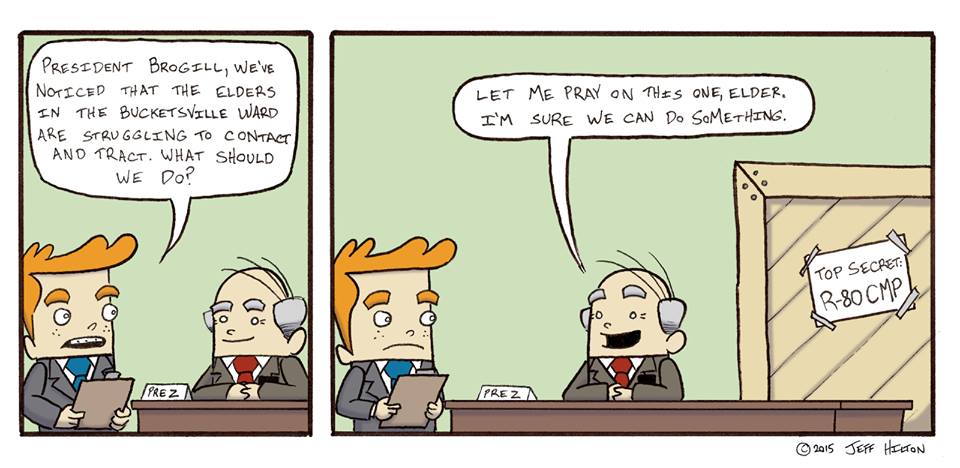 PRESIDENT BROGILL, WE'VE
NOTICED THAT THE ELDERS
IN THE BUCKETSVILLE WARD
ARE STRUGGLING TO CONTACT
AND TRACT. WHAT SHOULD
WE DO?
PREZ
LET ME PRAY ON THIS ONE, ELDER.
I'M SURE WE CAN DO SOMETHING.
PREZ
TOP SECRET:
R-80 CMP
© 2015 JEFF HILTON